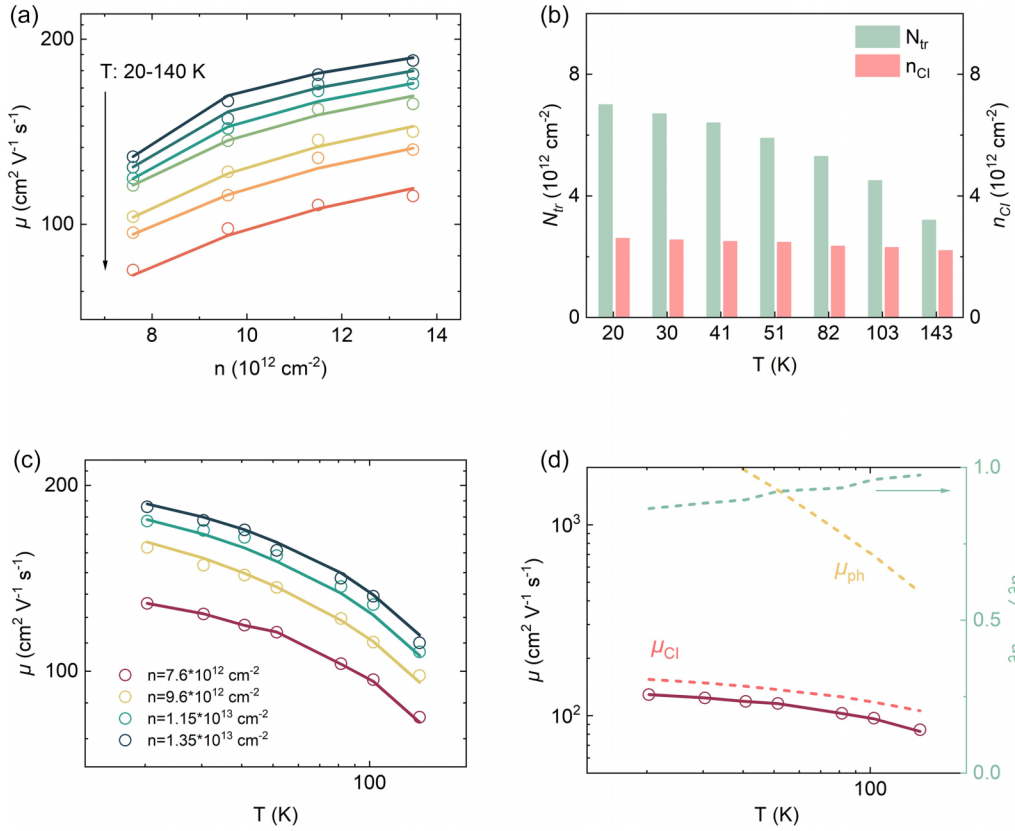 (a)
200
T: 20-140 K
100
μ (cm² V⁻¹ s⁻¹)
8
10
12
14
n (10¹² cm⁻²)
(b)
N_tr
n_CI
8
4
0
N_tr (10¹² cm⁻²)
8
4
0
n_CI (10¹² cm⁻²)
20
30
41
51
82
103
143
T (K)
(c)
200
100
μ (cm² V⁻¹ s⁻¹)
n=7.6*10¹² cm⁻²
n=9.6*10¹² cm⁻²
n=1.15*10¹³ cm⁻²
n=1.35*10¹³ cm⁻²
100
T (K)
(d)
10³
10²
μ (cm² V⁻¹ s⁻¹)
μ_ph
μ_CI
1.0
0.5
0.0
100
T (K)